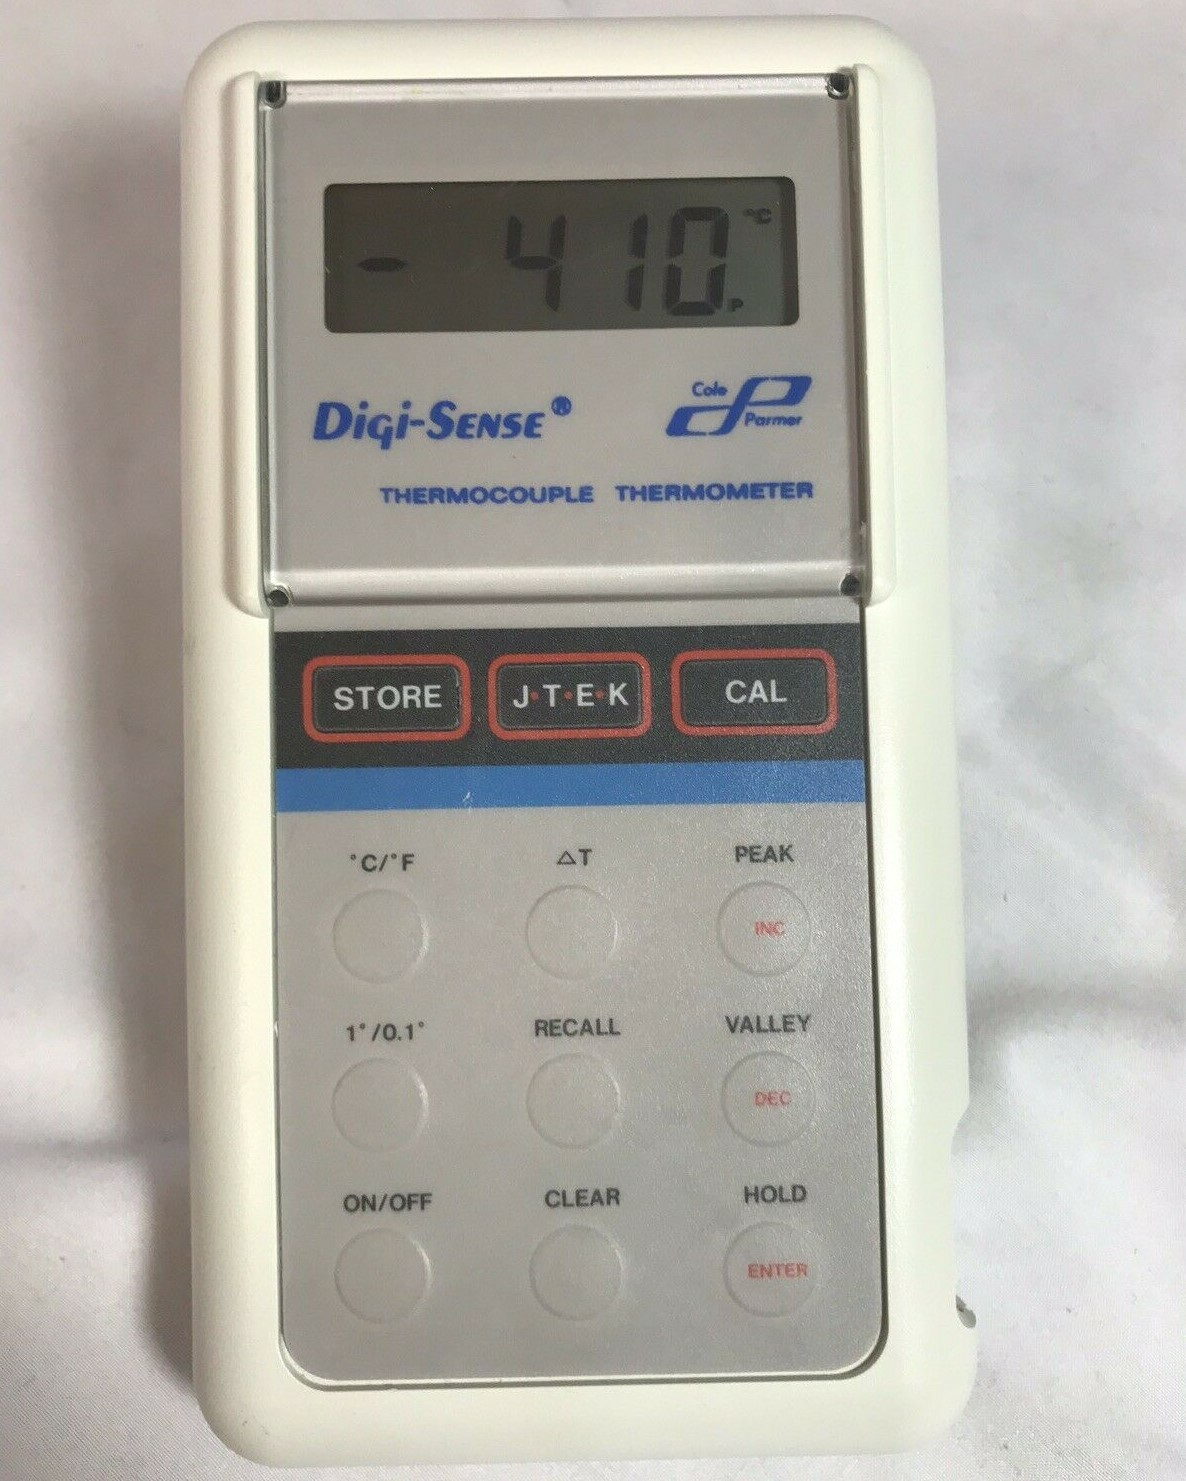 - 410 °C
P
Digi-Sense®
Cole
Parmer
THERMOCOUPLE THERMOMETER
STORE J·T·E·K CAL
°C/°F △T PEAK
INC
1°/0.1° RECALL VALLEY
DEC
ON/OFF CLEAR HOLD
ENTER